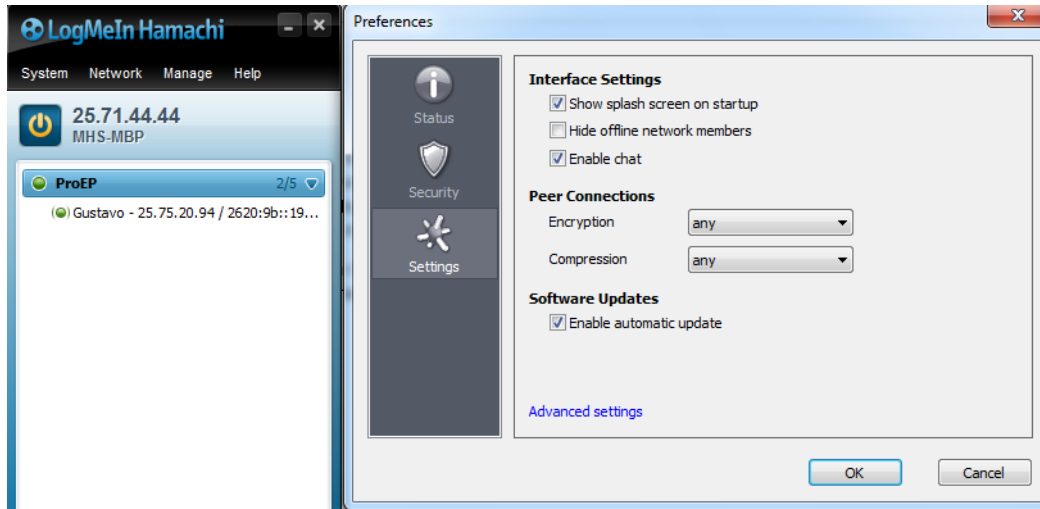 LogMeIn Hamachi
System Network Manage Help
25.71.44.44
MHS-MBP
ProEP 2/5
Gustavo - 25.75.20.94 / 2620:9b::19...
Preferences
Status
Security
Settings
Interface Settings
Show splash screen on startup
Hide offline network members
Enable chat
Peer Connections
Encryption any
Compression any
Software Updates
Enable automatic update
Advanced settings
OK Cancel